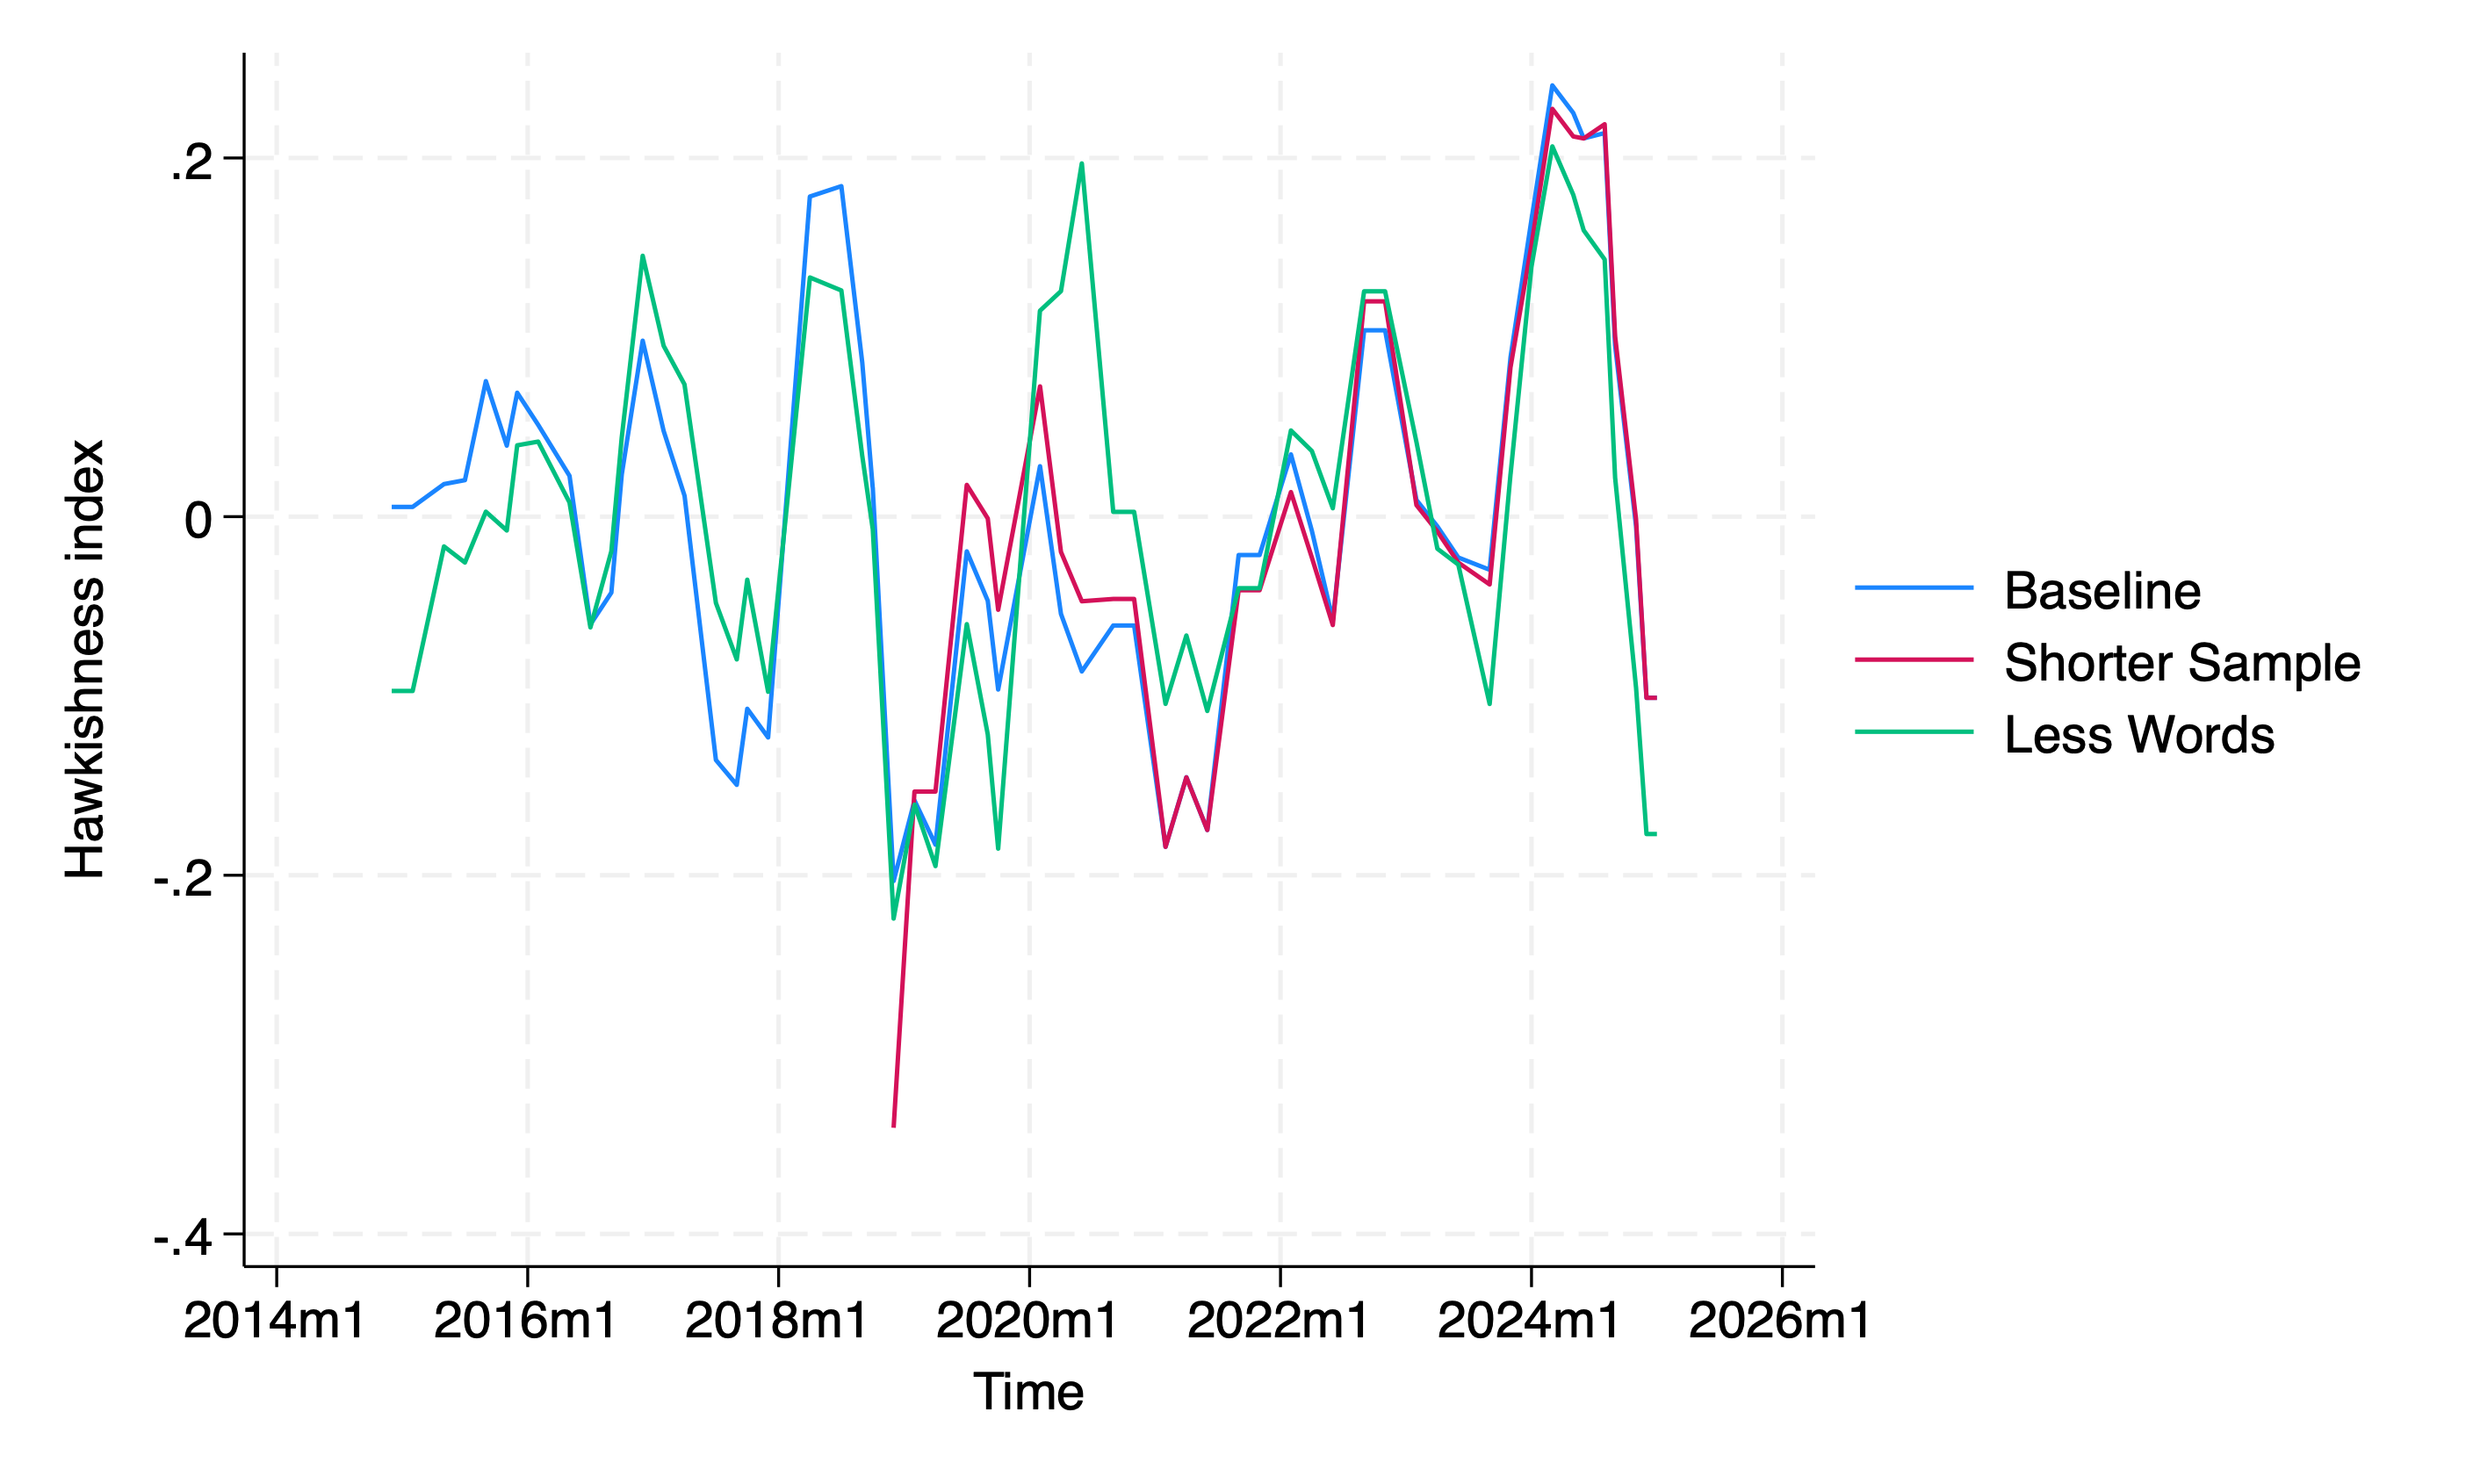 Hawkishness index
.2
0
-.2
-.4
2014m1 2016m1 2018m1 2020m1 2022m1 2024m1 2026m1
Time
Baseline
Shorter Sample
Less Words